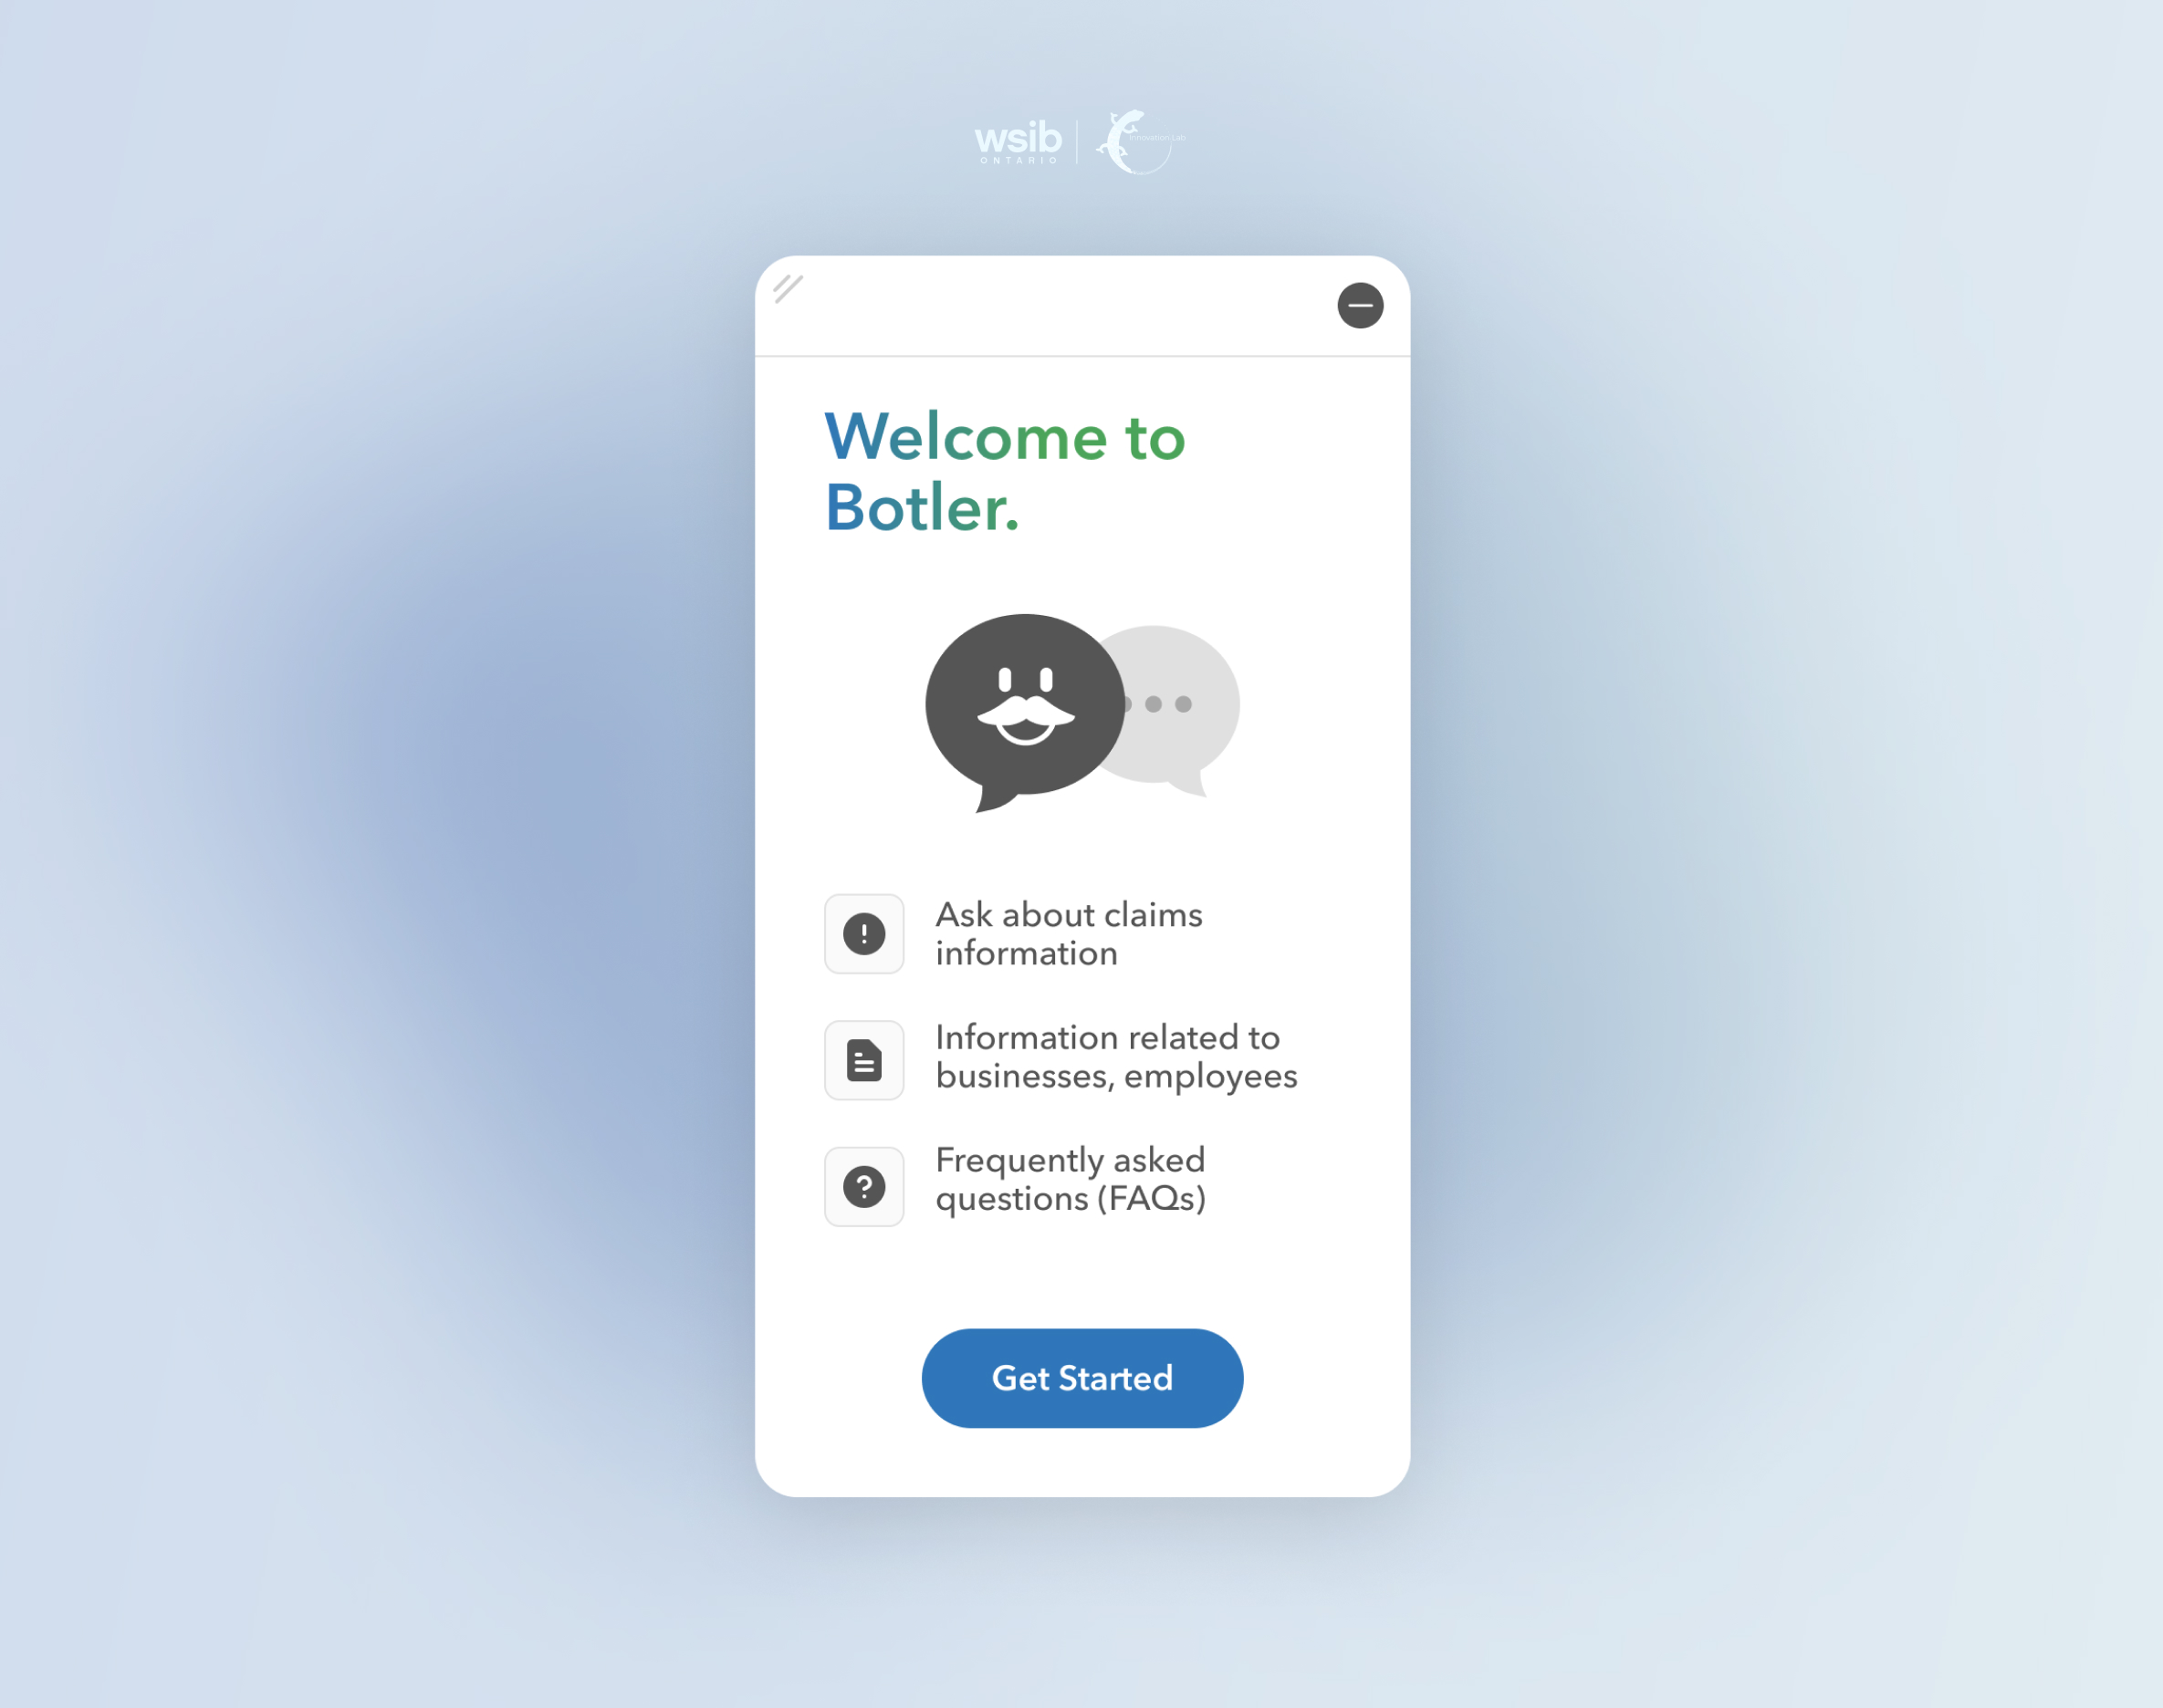 wsib
ONTARIO
Innovation Lab
Welcome to
Botler.
Ask about claims
information
Information related to
businesses, employees
Frequently asked
questions (FAQs)
Get Started